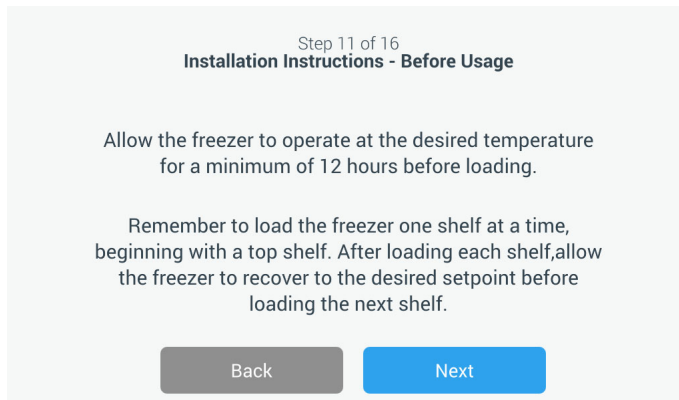 Step 11 of 16
Installation Instructions - Before Usage
Allow the freezer to operate at the desired temperature
for a minimum of 12 hours before loading.
Remember to load the freezer one shelf at a time,
beginning with a top shelf. After loading each shelf,allow
the freezer to recover to the desired setpoint before
loading the next shelf.
Back
Next